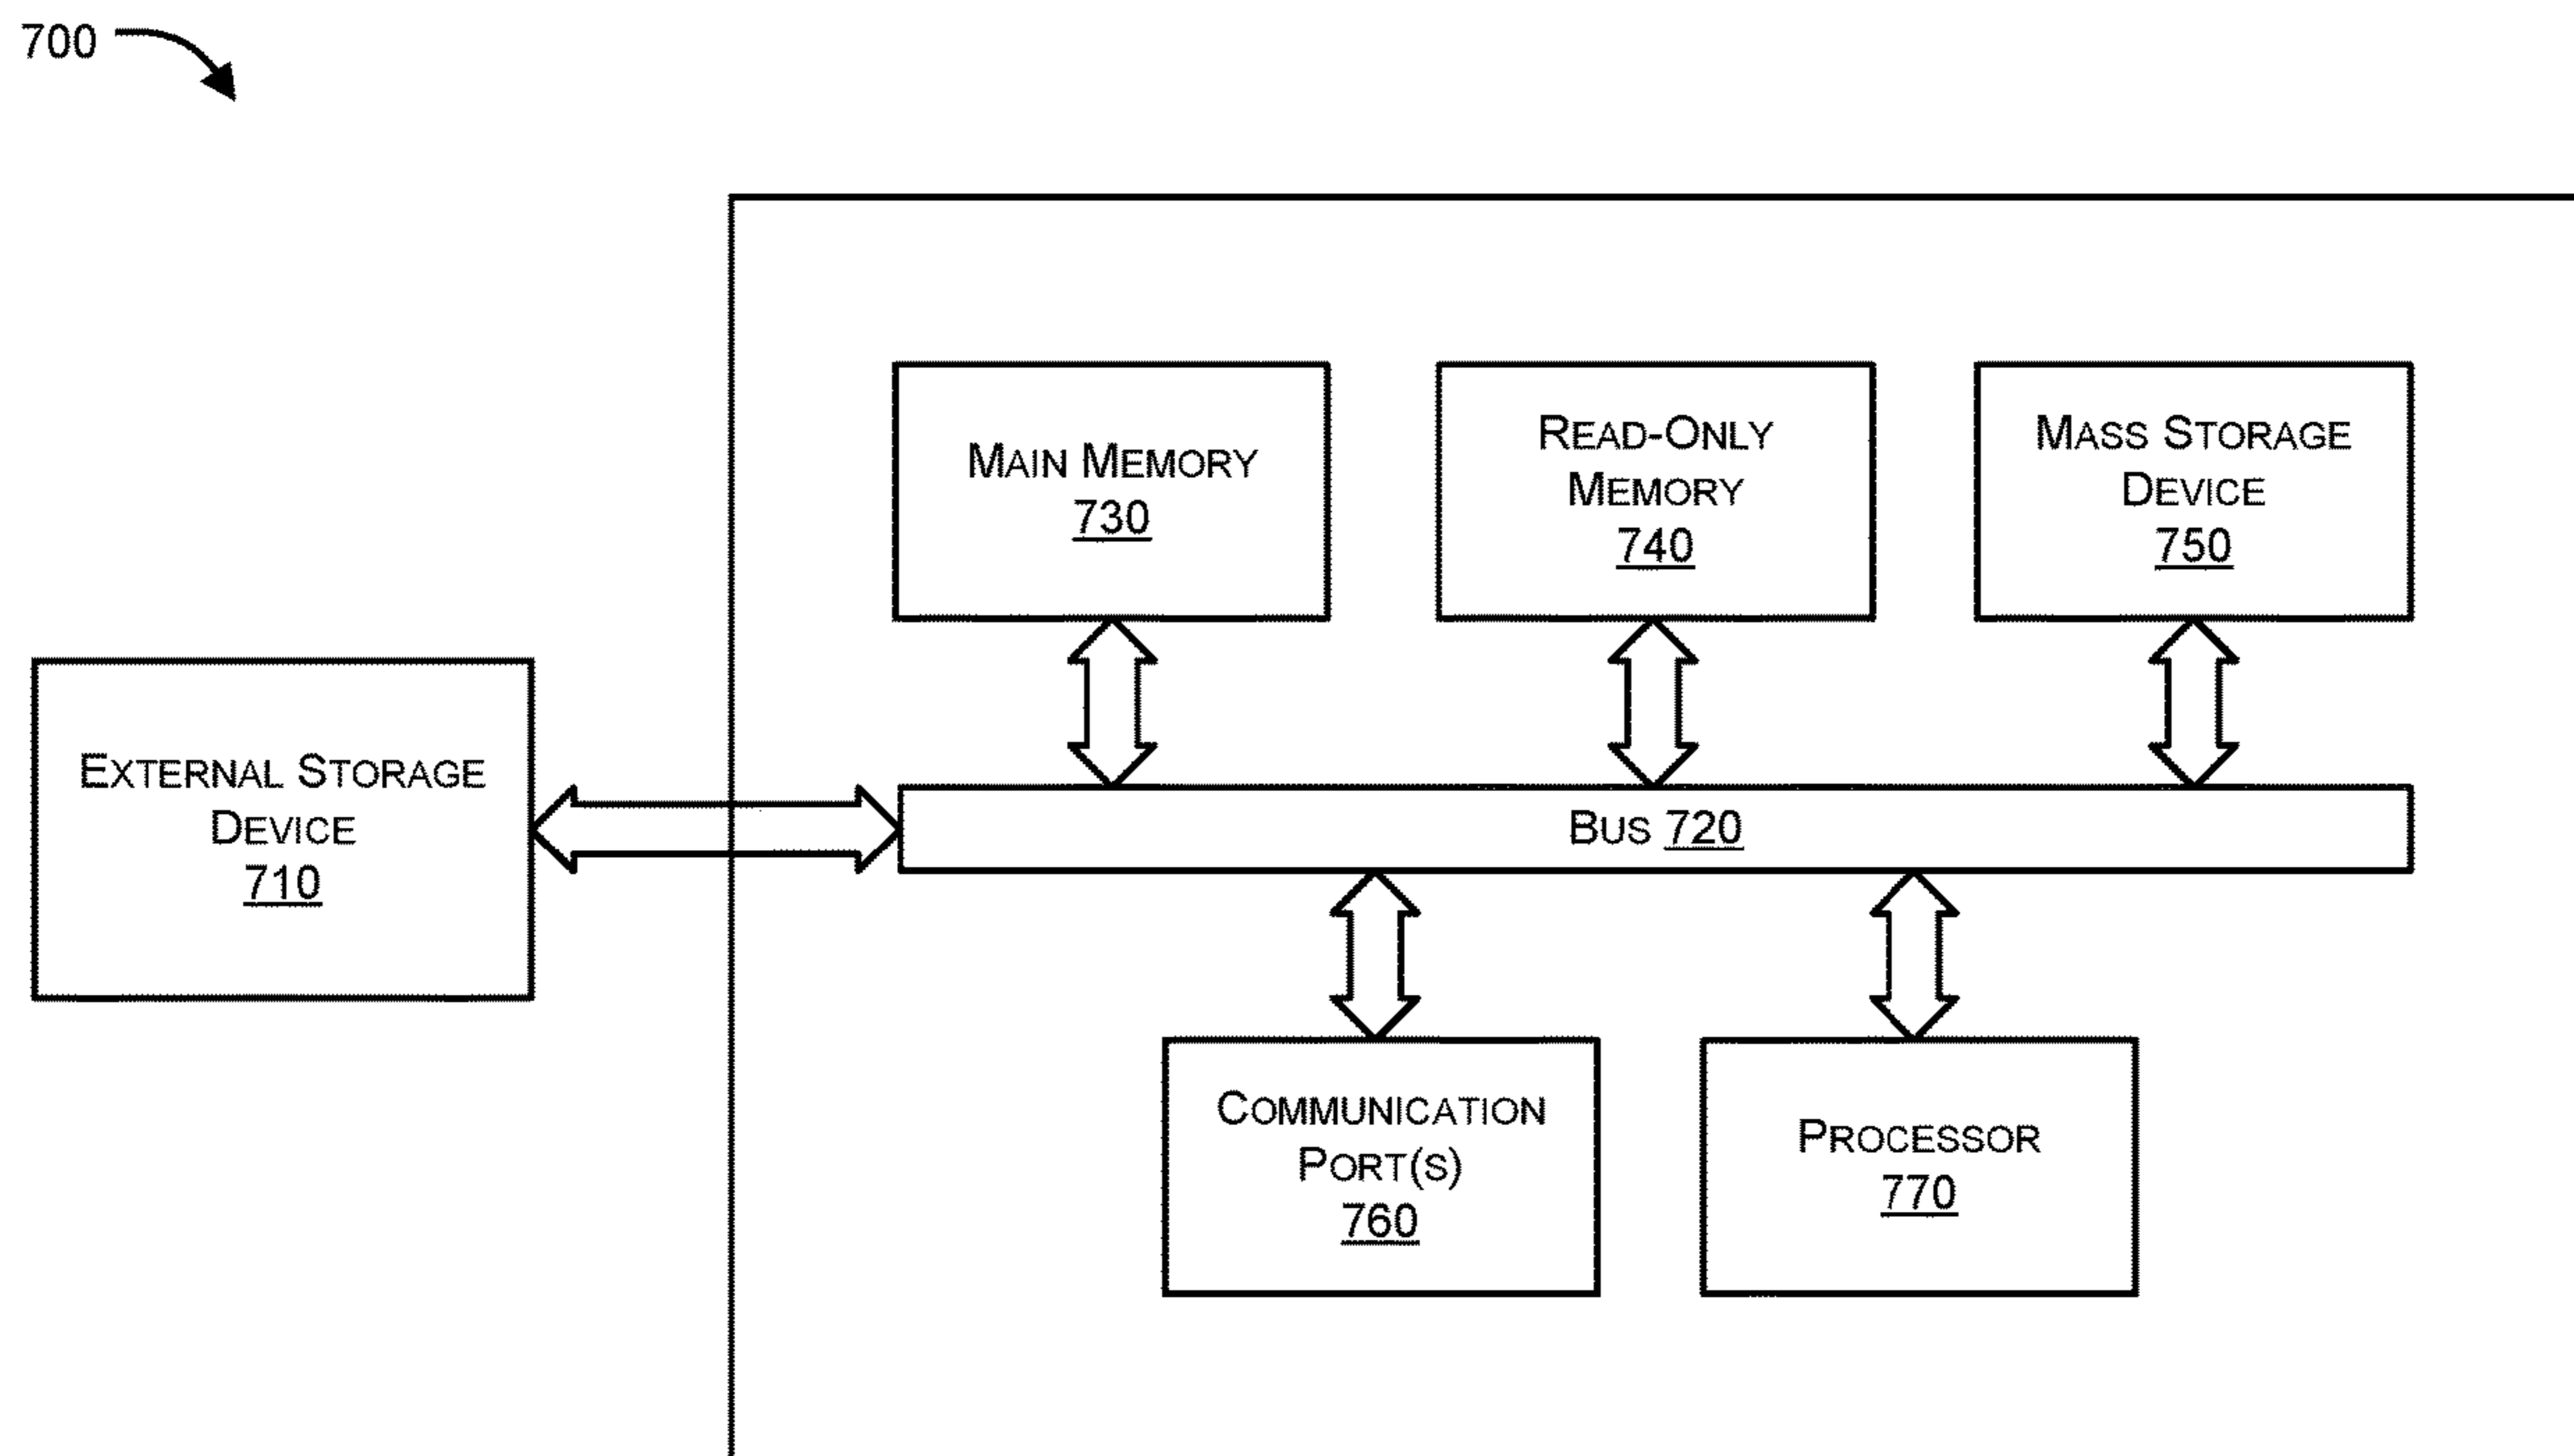 700
MAIN MEMORY
730
READ-ONLY
MEMORY
740
MASS STORAGE
DEVICE
750
EXTERNAL STORAGE
DEVICE
710
BUS 720
COMMUNICATION
PORT(S)
760
PROCESSOR
770